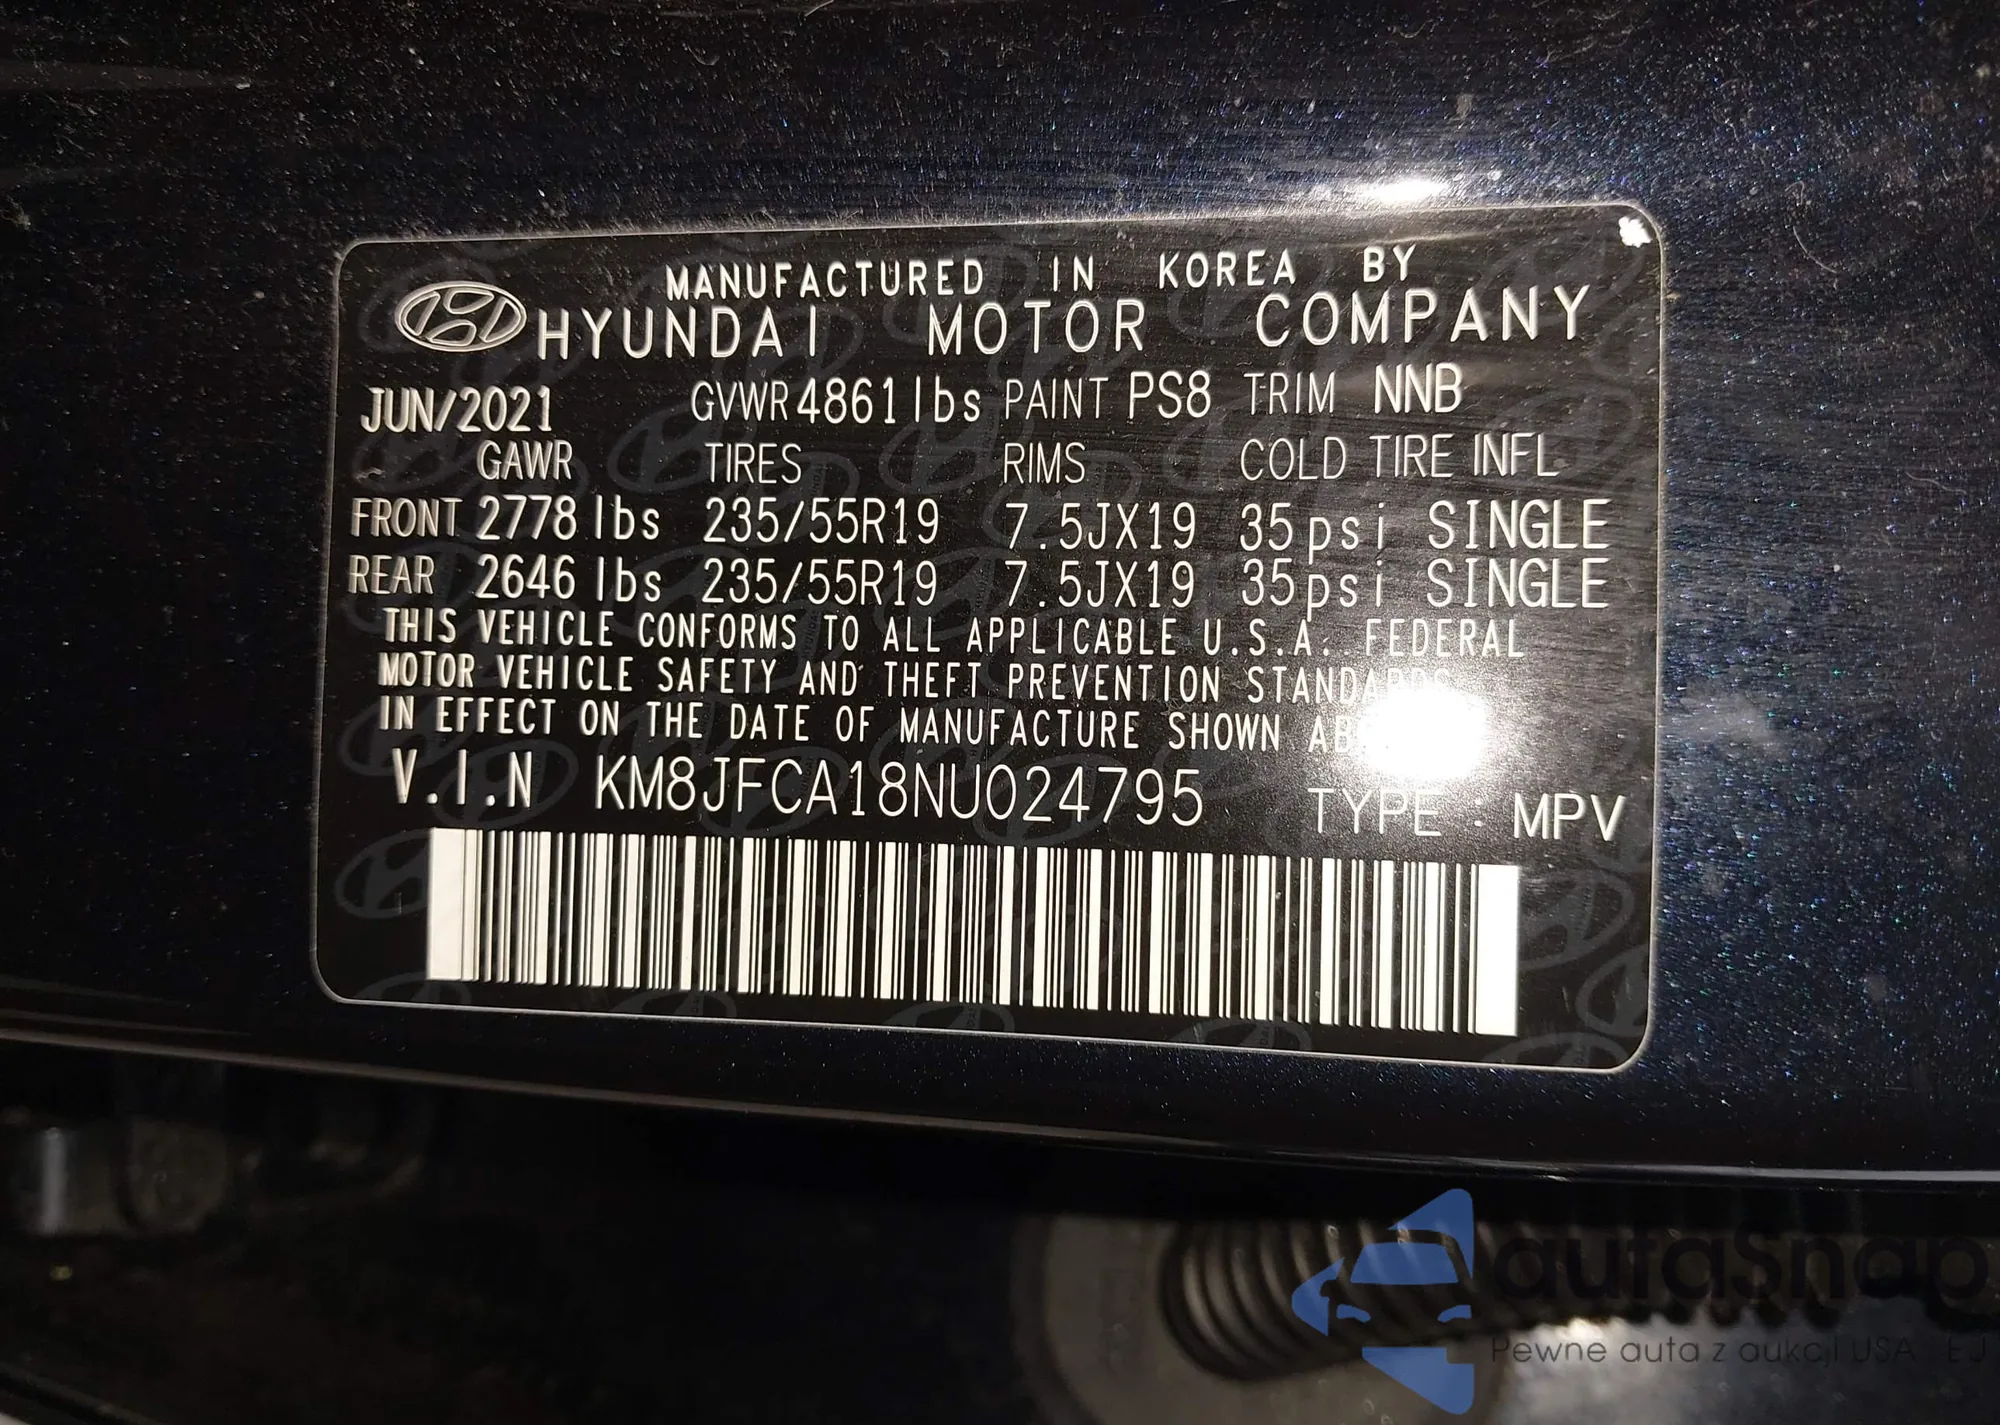 MANUFACTURED IN KOREA BY
HYUNDAI MOTOR COMPANY
JUN/2021 GVWR 4861 lbs PAINT PS8 TRIM NNB
GAWR TIRES RIMS COLD TIRE INFL
FRONT 2778 lbs 235/55R19 7.5JX19 35psi SINGLE
REAR 2646 lbs 235/55R19 7.5JX19 35psi SINGLE
THIS VEHICLE CONFORMS TO ALL APPLICABLE U.S.A. FEDERAL
MOTOR VEHICLE SAFETY AND THEFT PREVENTION STANDARDS
IN EFFECT ON THE DATE OF MANUFACTURE SHOWN
V.I.N KM8JFCA18NU024795 TYPE : MPV
autaSnap
Pewne auta z aukcji USA EJ